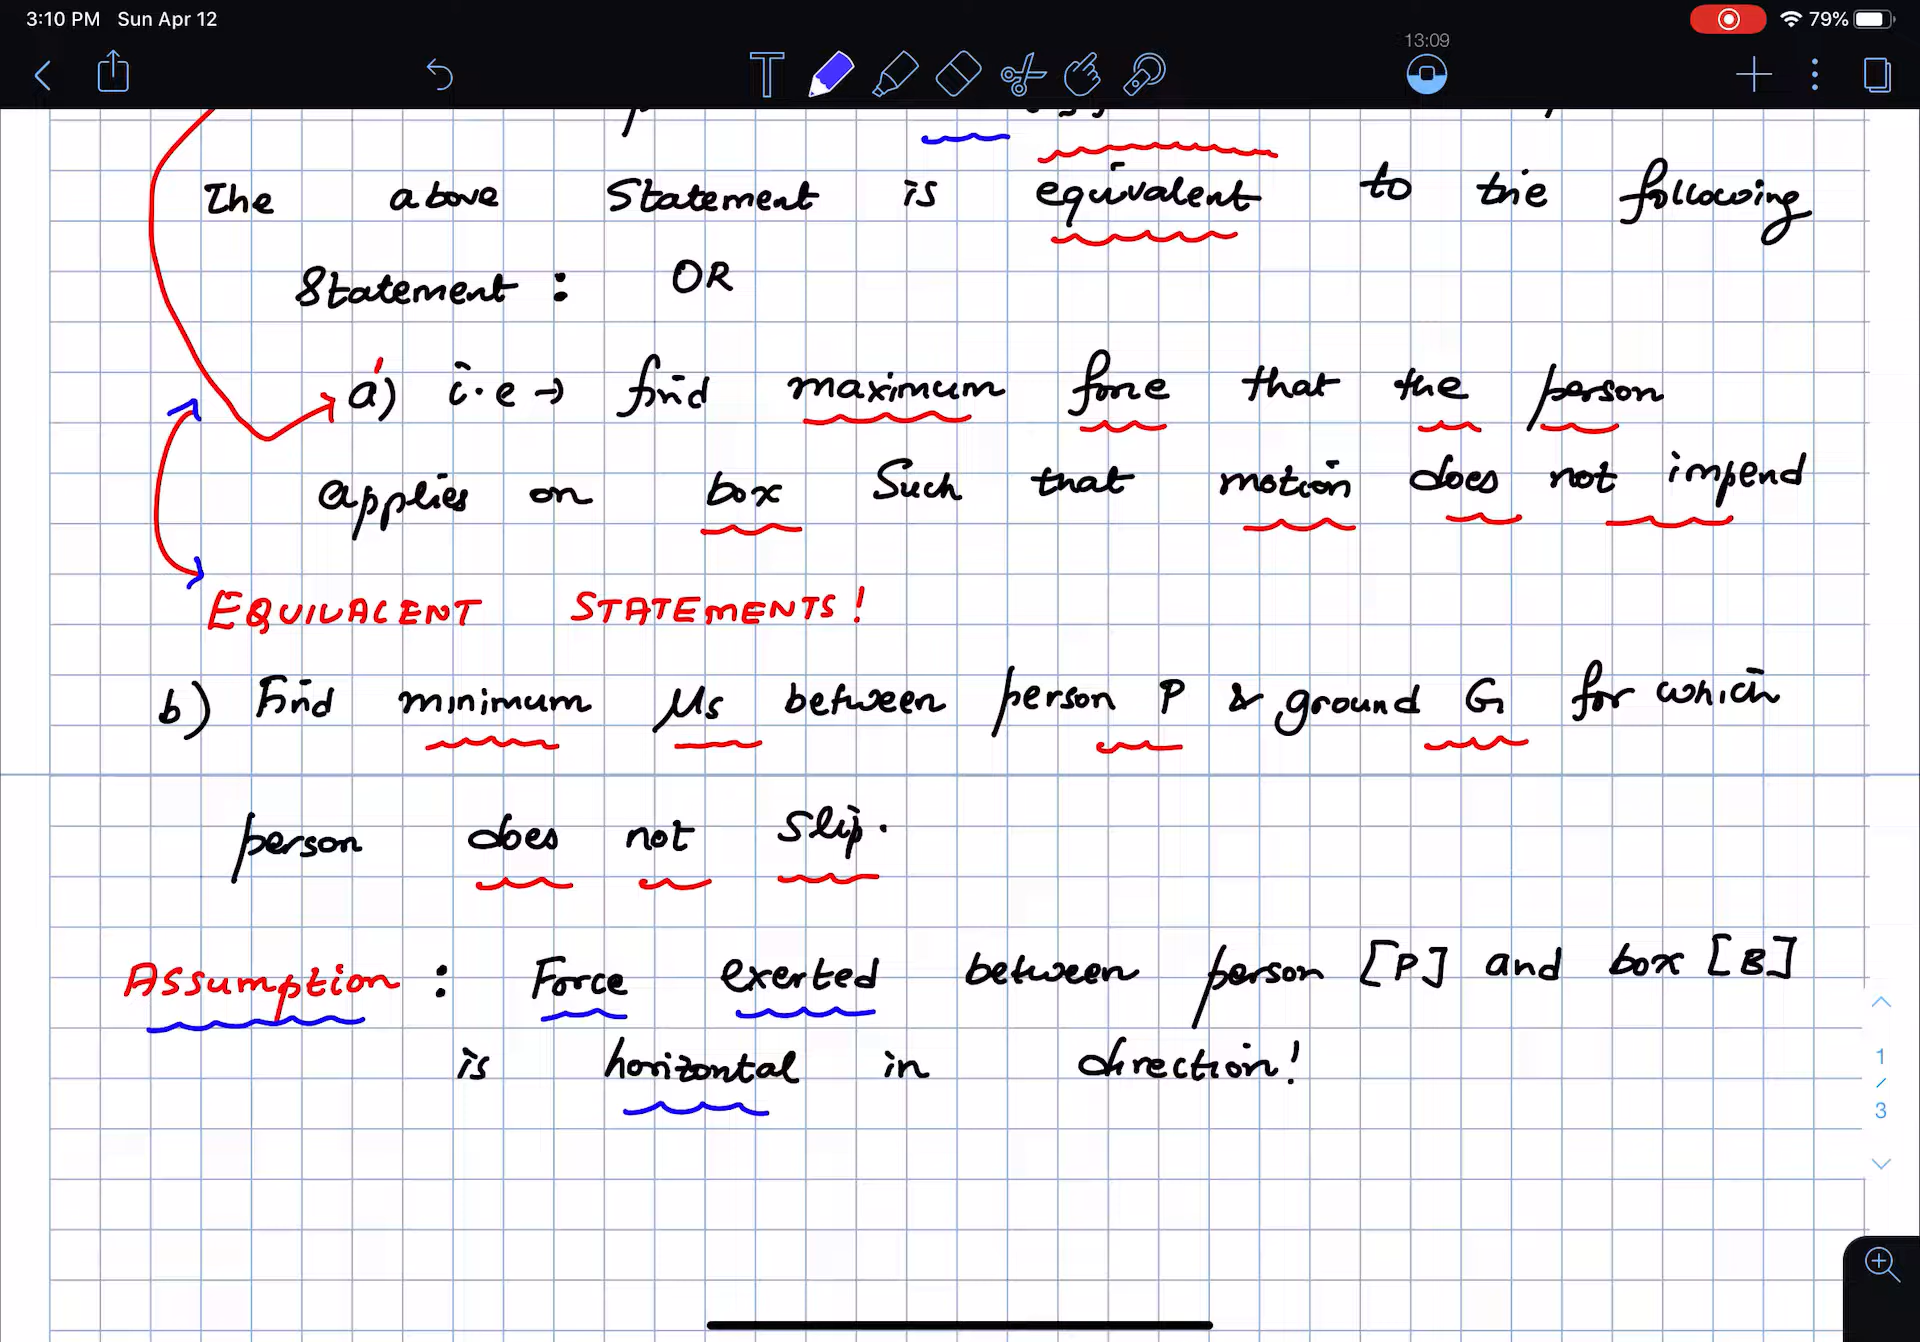 3:10 PM Sun Apr 12
79%
13:09
The above Statement is equivalent to the following
Statement : OR
a') i.e → find maximum force that the person
applies on box Such that motion does not impend
EQUIVALENT STATEMENTS!
b) Find minimum μs between person P & ground G for which
person does not slip.
Assumption : Force exerted between person [P] and box [B]
is horizontal in direction!
1
/
3